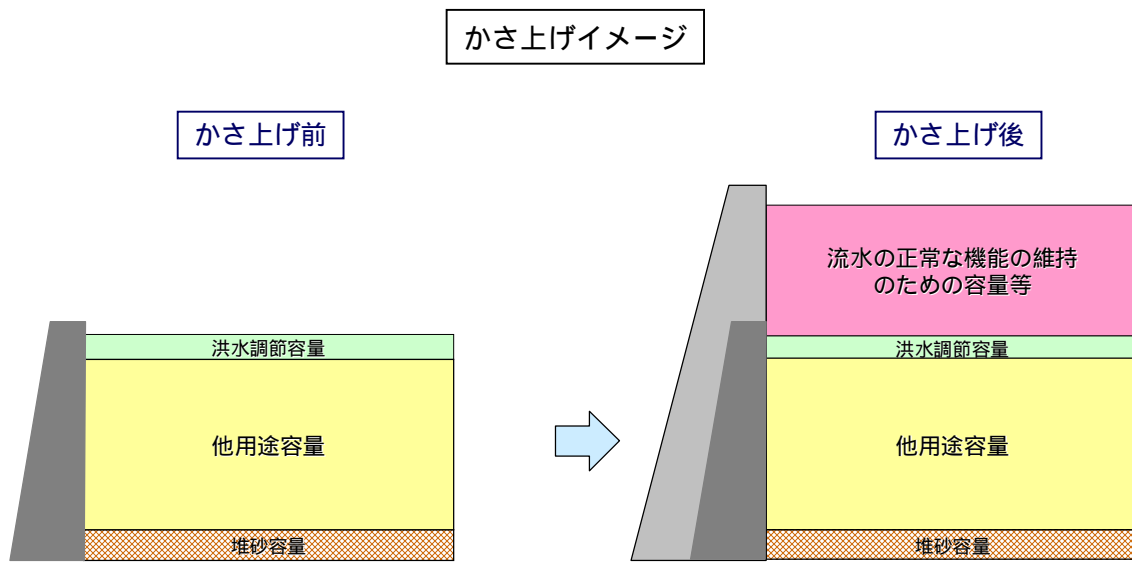 かさ上げイメージ
かさ上げ前
かさ上げ後
洪水調節容量
他用途容量
堆砂容量
流水の正常な機能の維持
のための容量等
洪水調節容量
他用途容量
堆砂容量